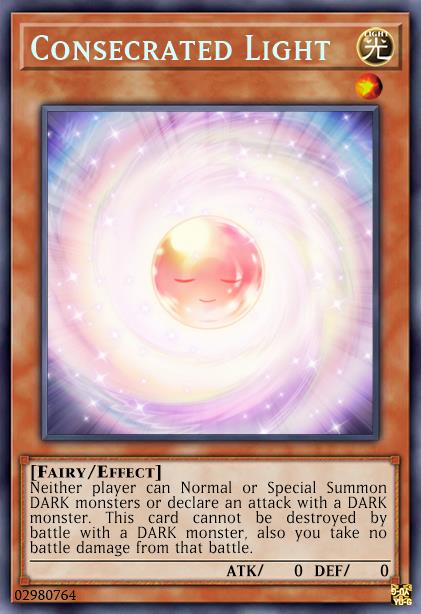 CONSECRATED LIGHT
LIGHT
光
[FAIRY/EFFECT]
Neither player can Normal or Special Summon
DARK monsters or declare an attack with a DARK
monster. This card cannot be destroyed by
battle with a DARK monster, also you take no
battle damage from that battle.
ATK/ 0 DEF/ 0
02980764